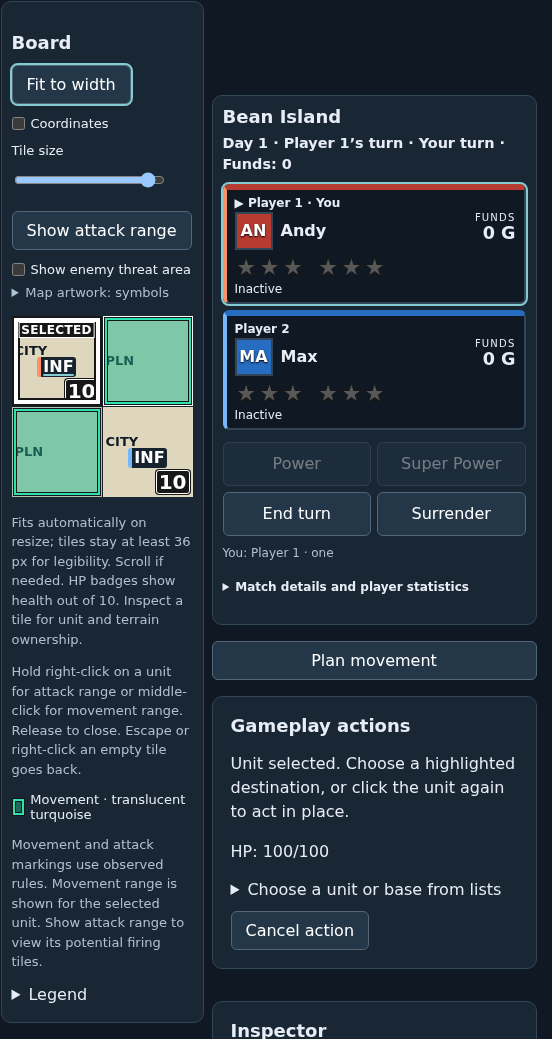 Board
Fit to width
Coordinates
Tile size
Show attack range
Show enemy threat area
▶ Map artwork: symbols
SELECTED
CITY
INF
10
PLN
PLN
CITY
INF
10
Fits automatically on
resize; tiles stay at least 36
px for legibility. Scroll if
needed. HP badges show
health out of 10. Inspect a
tile for unit and terrain
ownership.
Hold right-click on a unit
for attack range or middle-
click for movement range.
Release to close. Escape or
right-click an empty tile
goes back.
Movement · translucent
turquoise
Movement and attack
markings use observed
rules. Movement range is
shown for the selected
unit. Show attack range to
view its potential firing
tiles.
▶ Legend
Bean Island
Day 1 · Player 1’s turn · Your turn ·
Funds: 0
▶ Player 1 · You
AN Andy
FUNDS
0 G
★★★ ★★★
Inactive
Player 2
MA Max
FUNDS
0 G
★★★ ★★★
Inactive
Power
Super Power
End turn
Surrender
You: Player 1 · one
▶ Match details and player statistics
Plan movement
Gameplay actions
Unit selected. Choose a highlighted
destination, or click the unit again
to act in place.
HP: 100/100
▶ Choose a unit or base from lists
Cancel action
Inspector